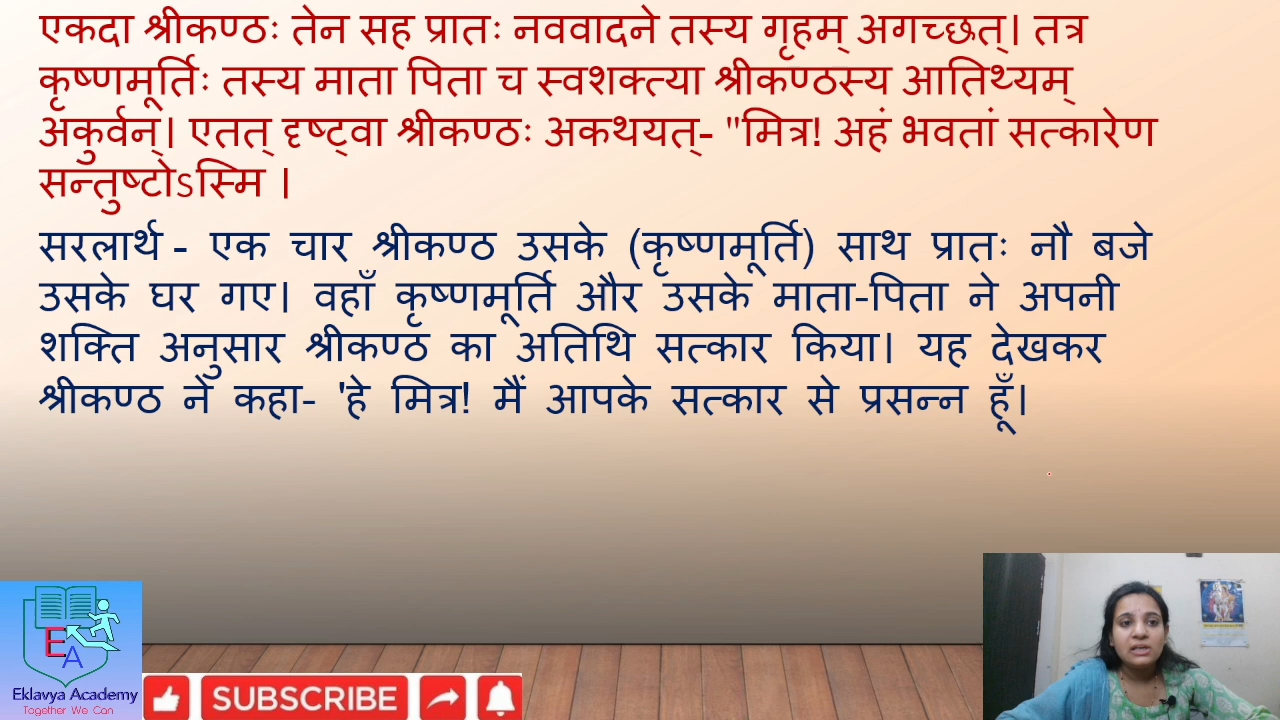 एकदा श्रीकण्ठः तेन सह प्रातः नववादने तस्य गृहम् अगच्छत्। तत्र
कृष्णमूर्तिः तस्य माता पिता च स्वशक्त्या श्रीकण्ठस्य आतिथ्यम्
अकुर्वन्। एतत् दृष्ट्वा श्रीकण्ठः अकथयत्- "मित्र! अहं भवतां सत्कारेण
सन्तुष्टोऽस्मि ।
सरलार्थ - एक चार श्रीकण्ठ उसके (कृष्णमूर्ति) साथ प्रातः नौ बजे
उसके घर गए। वहाँ कृष्णमूर्ति और उसके माता-पिता ने अपनी
शक्ति अनुसार श्रीकण्ठ का अतिथि सत्कार किया। यह देखकर
श्रीकण्ठ ने कहा- 'हे मित्र! मैं आपके सत्कार से प्रसन्न हूँ।
EA
Eklavya Academy
Together We Can
SUBSCRIBE